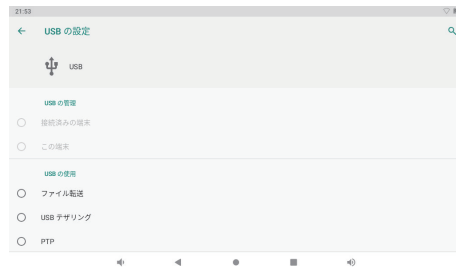 21:53
USB の設定
USB
USB の管理
接続済みの端末
この端末
USB の使用
ファイル転送
USB テザリング
PTP